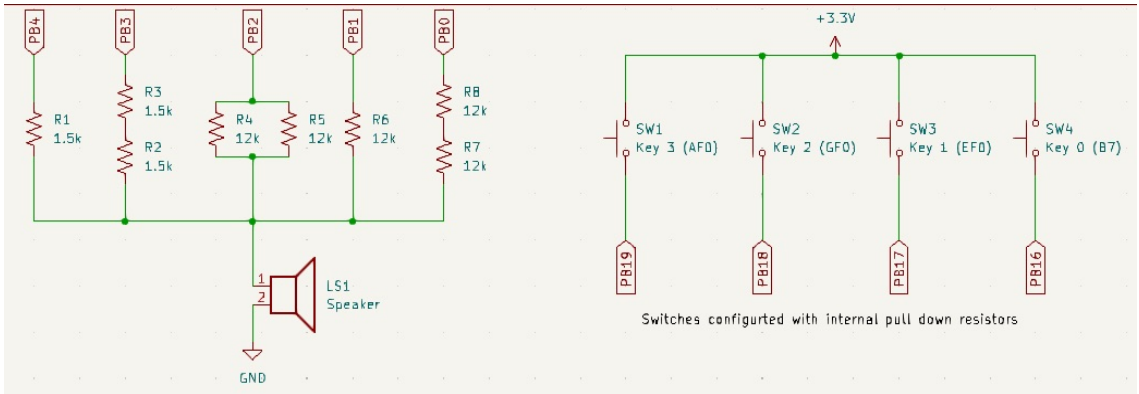 PB4
PB3
PB2
PB1
PB0
+3.3V
R1
1.5k
R3
1.5k
R2
1.5k
R4
12k
R5
12k
R6
12k
R8
12k
R7
12k
SW1
Key 3 (AF0)
SW2
Key 2 (GF0)
SW3
Key 1 (EF0)
SW4
Key 0 (B7)
1
2
LS1
Speaker
GND
PB19
PB18
PB17
PB16
Switches configurted with internal pull down resistors